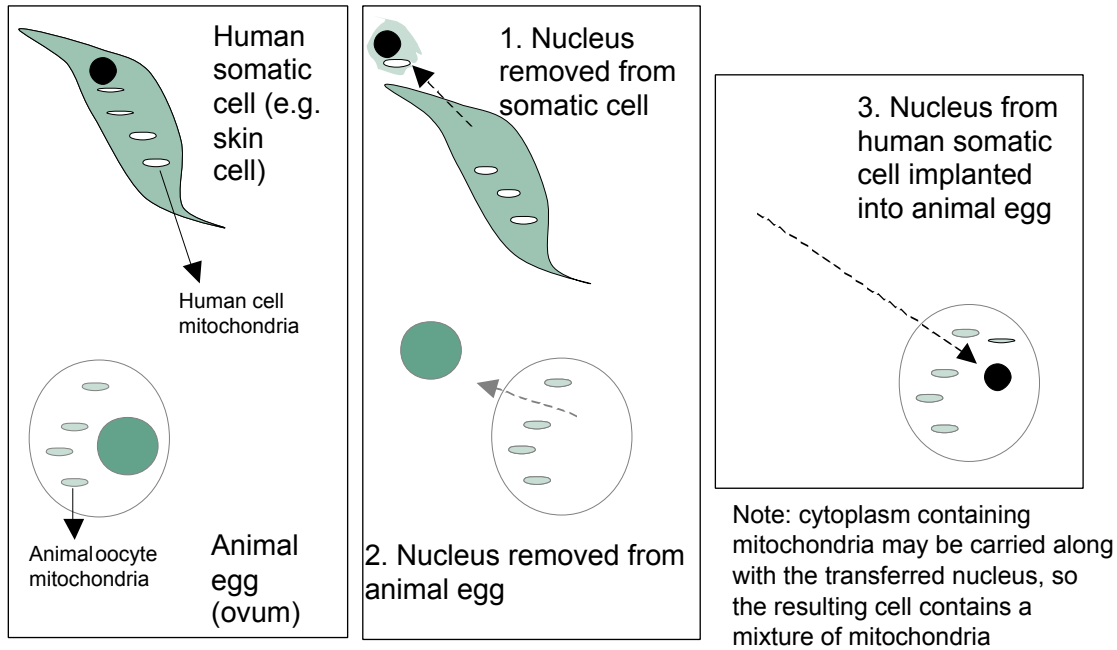 Human
somatic
cell (e.g.
skin
cell)
Human cell
mitochondria
Animal oocyte
mitochondria
Animal
egg
(ovum)
1. Nucleus
removed from
somatic cell
2. Nucleus removed from
animal egg
3. Nucleus from
human somatic
cell implanted
into animal egg
Note: cytoplasm containing
mitochondria may be carried along
with the transferred nucleus, so
the resulting cell contains a
mixture of mitochondria